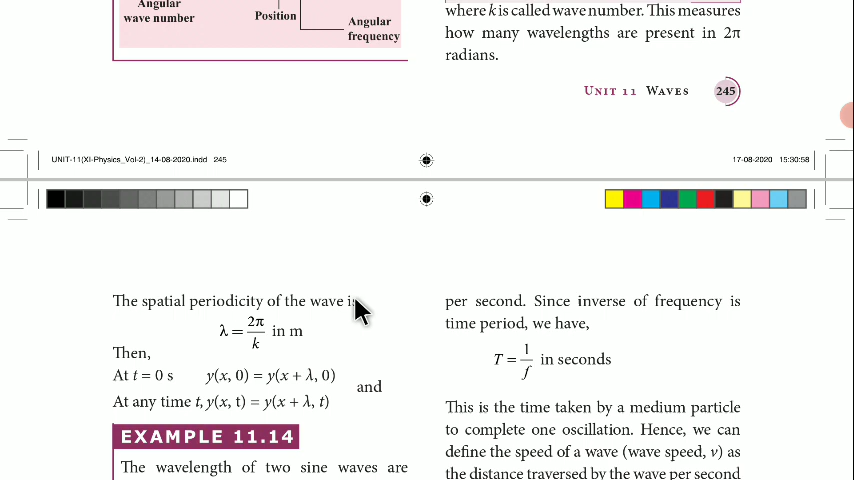 Angular
wave number
Position
Angular
frequency
where k is called wave number. This measures
how many wavelengths are present in 2π
radians.
UNIT 11 WAVES 245
UNIT-11(XI-Physics_Vol-2)_14-08-2020.indd 245
17-08-2020 15:30:58
The spatial periodicity of the wave is
λ = 2π/k in m
Then,
At t = 0 s y(x, 0) = y(x + λ, 0)
and
At any time t, y(x, t) = y(x + λ, t)
EXAMPLE 11.14
The wavelength of two sine waves are
per second. Since inverse of frequency is
time period, we have,
T = 1/f in seconds
This is the time taken by a medium particle
to complete one oscillation. Hence, we can
define the speed of a wave (wave speed, v) as
the distance traversed by the wave per second